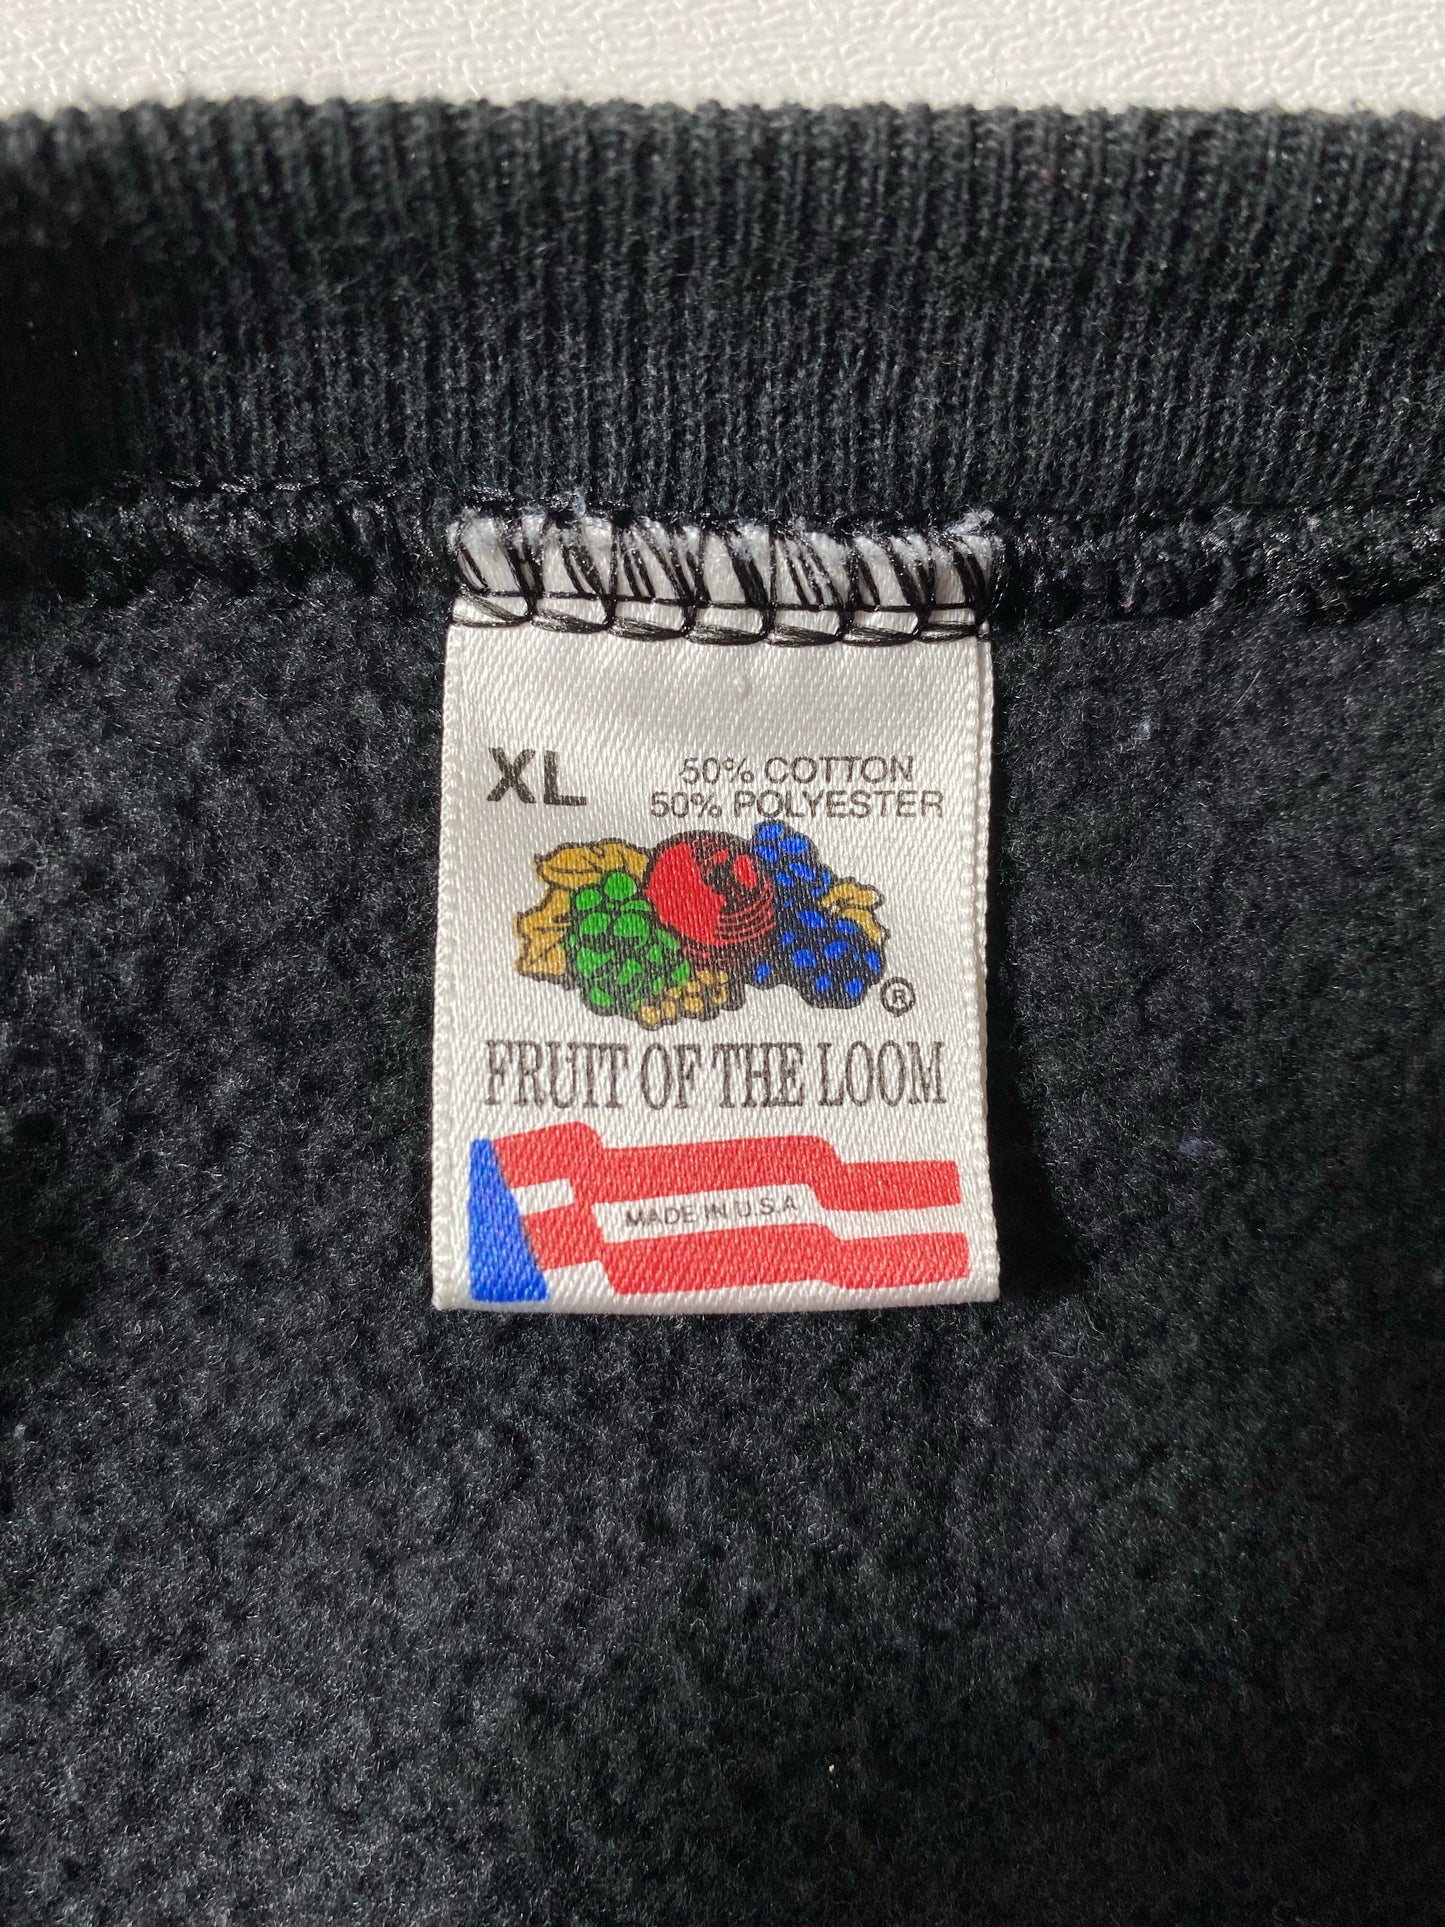 XL
50% COTTON
50% POLYESTER
®
FRUIT OF THE LOOM
MADE IN U.S.A